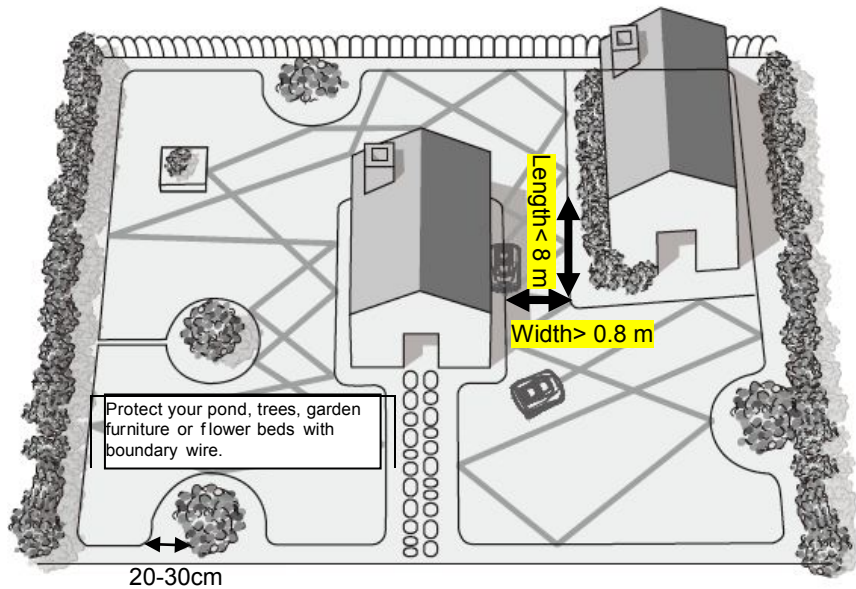 Length< 8 m
Width> 0.8 m
Protect your pond, trees, garden
furniture or flower beds with
boundary wire.
20-30cm